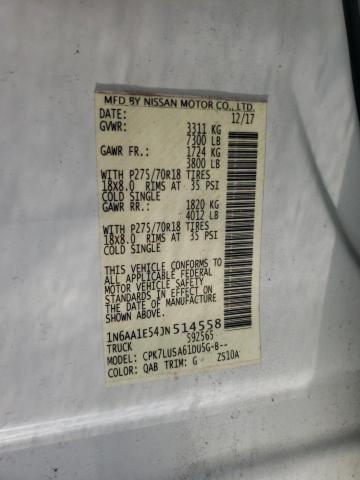 MFD BY NISSAN MOTOR CO., LTD.
DATE: 12/17
GVWR: 3311 KG
7300 LB
GAWR FR.: 1724 KG
3800 LB
WITH P275/70R18 TIRES
18X8.0 RIMS AT 35 PSI
COLD SINGLE
GAWR RR.: 1820 KG
4012 LB
WITH P275/70R18 TIRES
18X8.0 RIMS AT 35 PSI
COLD SINGLE
THIS VEHICLE CONFORMS TO
ALL APPLICABLE FEDERAL
MOTOR VEHICLE SAFETY
STANDARDS IN EFFECT ON
THE DATE OF MANUFACTURE
1N6AA1E54JN514558
592565
TRUCK
MODEL: CPK7LUSA61DU5G-B--
COLOR: QAB TRIM: G ZS10A